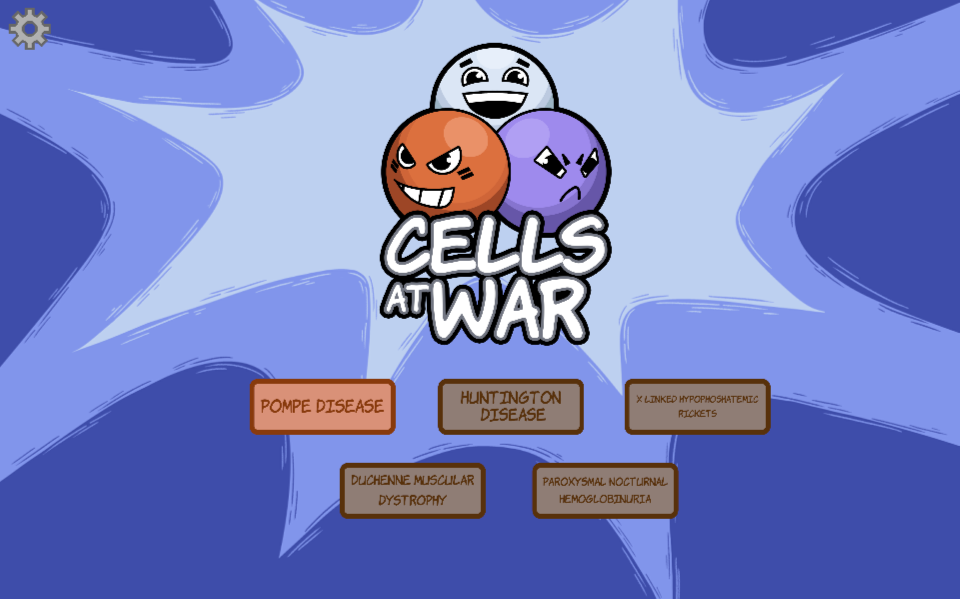 CELLS
AT WAR
POMPE DISEASE
HUNTINGTON
DISEASE
X LINKED HYPOPHOSHATEMIC
RICKETS
DUCHENNE MUSCULAR
DYSTROPHY
PAROXYSMAL NOCTURNAL
HEMOGLOBINURIA